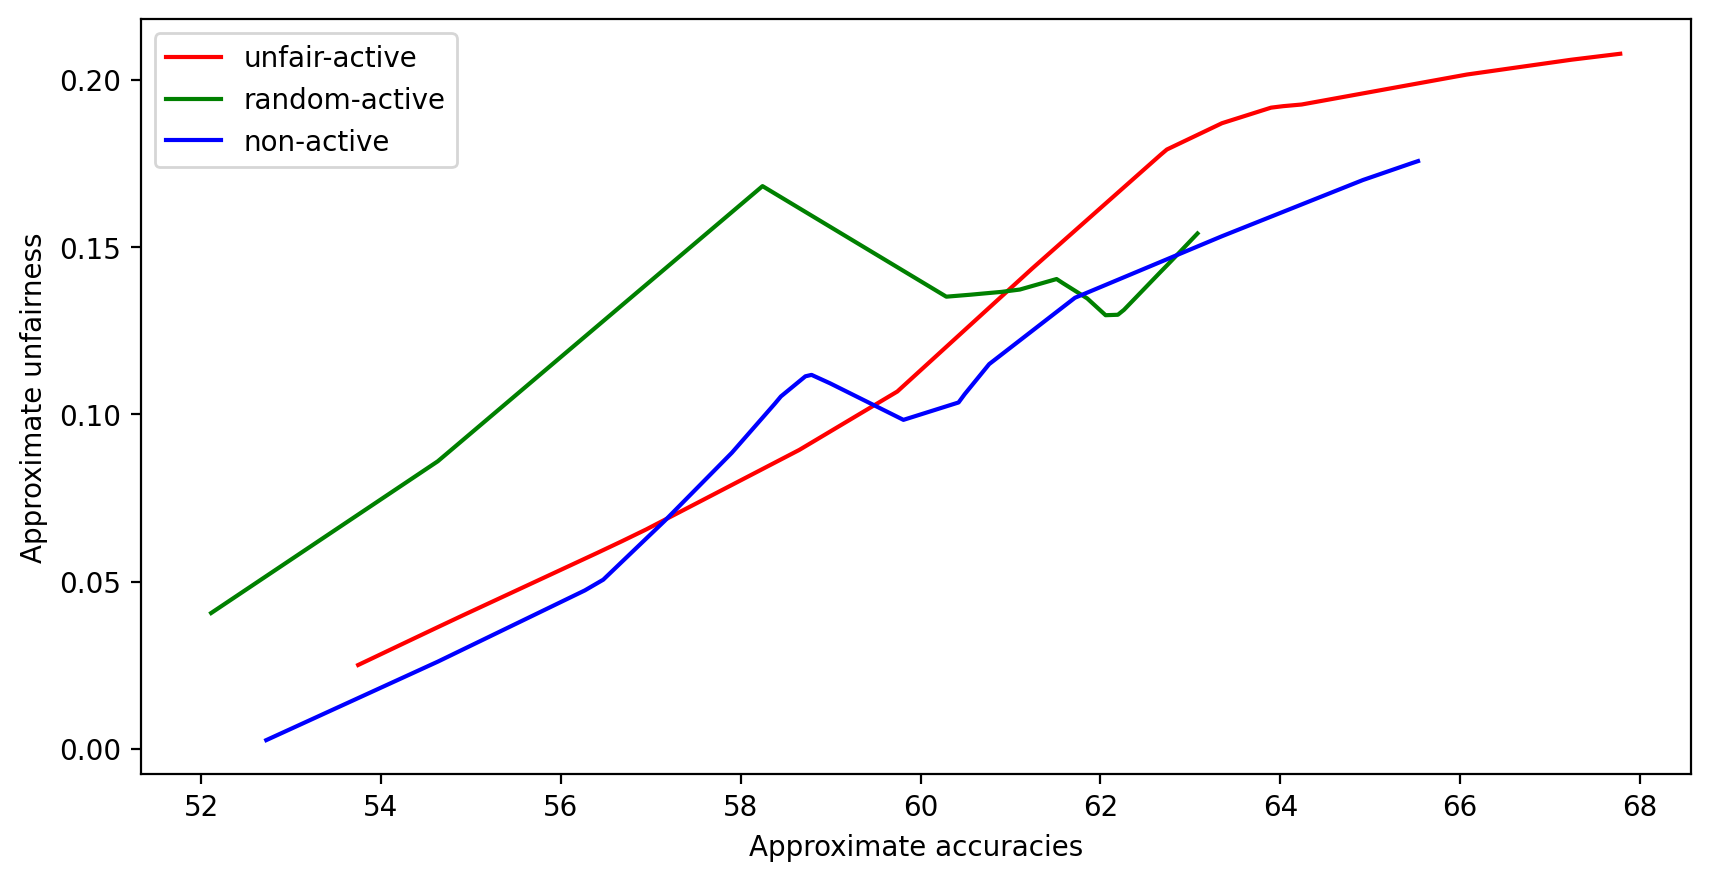 unfair-active
random-active
non-active
Approximate unfairness
0.20
0.15
0.10
0.05
0.00
52 54 56 58 60 62 64 66 68
Approximate accuracies